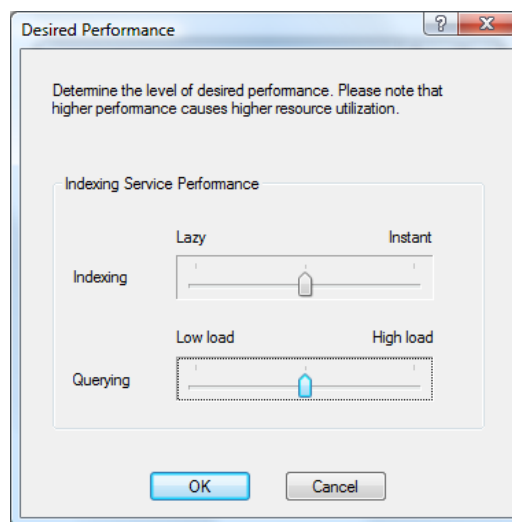 Desired Performance
Determine the level of desired performance. Please note that
higher performance causes higher resource utilization.
Indexing Service Performance
Lazy Instant
Indexing
Low load High load
Querying
OK Cancel